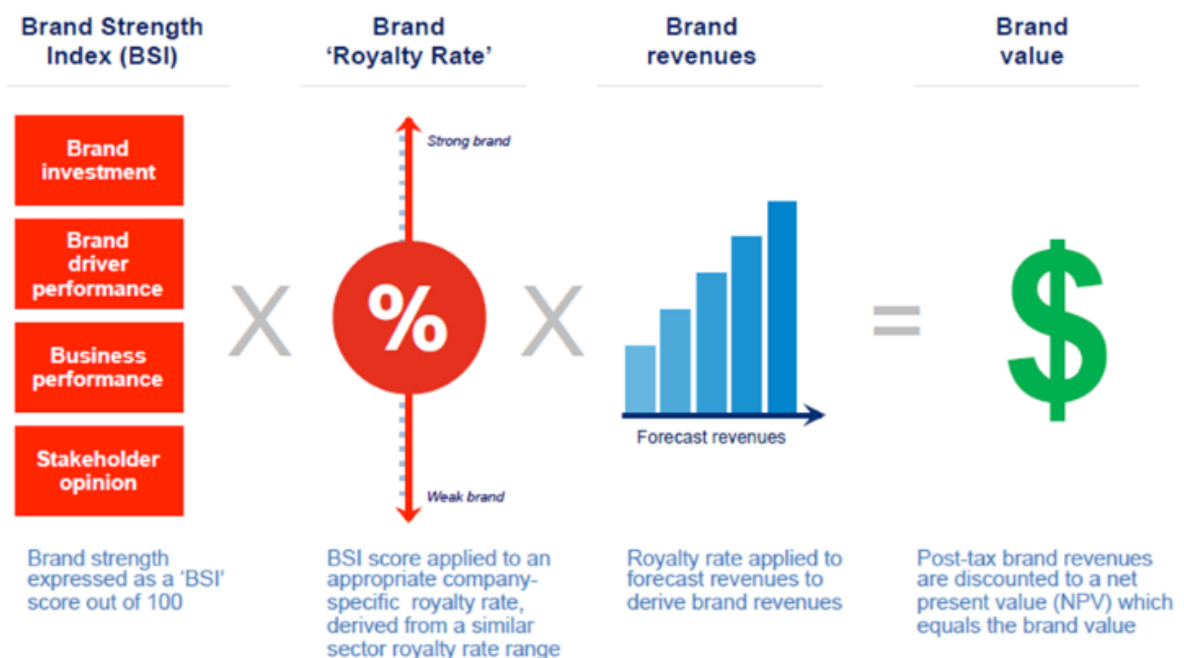 Brand Strength
Index (BSI)
Brand
‘Royalty Rate’
Brand
revenues
Brand
value
Brand
investment
Brand
driver
performance
Business
performance
Stakeholder
opinion
X
Strong brand
%
Weak brand
X
Forecast revenues
=
$
Brand strength
expressed as a ‘BSI’
score out of 100
BSI score applied to an
appropriate company-
specific royalty rate,
derived from a similar
sector royalty rate range
Royalty rate applied to
forecast revenues to
derive brand revenues
Post-tax brand revenues
are discounted to a net
present value (NPV) which
equals the brand value